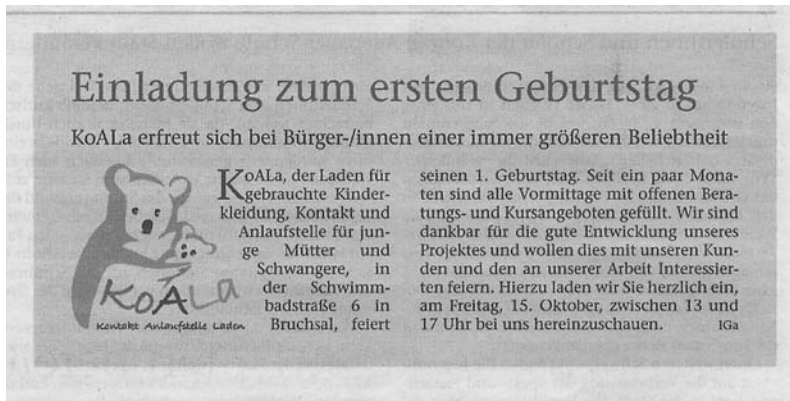 Einladung zum ersten Geburtstag
KoALa erfreut sich bei Bürger-/innen einer immer größeren Beliebtheit
KoALa, der Laden für
gebrauchte Kinder-
kleidung, Kontakt und
Anlaufstelle für jun-
ge Mütter und
Schwangere, in
der Schwimm-
badstraße 6 in
Bruchsal, feiert
KoALa
Kontakt Anlaufstelle Laden
seinen 1. Geburtstag. Seit ein paar Mona-
ten sind alle Vormittage mit offenen Bera-
tungs- und Kursangeboten gefüllt. Wir sind
dankbar für die gute Entwicklung unseres
Projektes und wollen dies mit unseren Kun-
den und den an unserer Arbeit Interessier-
ten feiern. Hierzu laden wir Sie herzlich ein,
am Freitag, 15. Oktober, zwischen 13 und
17 Uhr bei uns hereinzuschauen. IGa